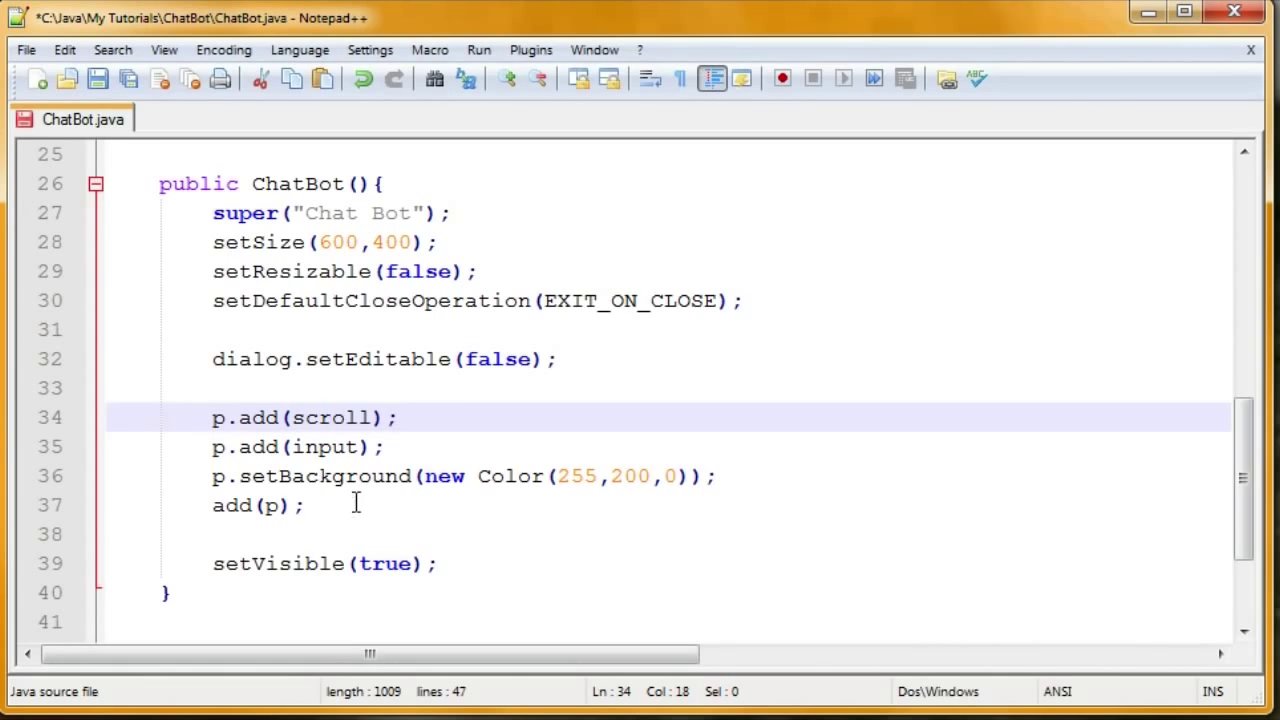 *C:\Java\My Tutorials\ChatBot\ChatBot.java - Notepad++
File Edit Search View Encoding Language Settings Macro Run Plugins Window ? X
ABC
ChatBot.java
25
26 public ChatBot(){
27 super("Chat Bot");
28 setSize(600,400);
29 setResizable(false);
30 setDefaultCloseOperation(EXIT_ON_CLOSE);
31
32 dialog.setEditable(false);
33
34 p.add(scroll);
35 p.add(input);
36 p.setBackground(new Color(255,200,0));
37 add(p);
38
39 setVisible(true);
40 }
41
Java source file length : 1009 lines : 47 Ln : 34 Col : 18 Sel : 0 Dos\Windows ANSI INS